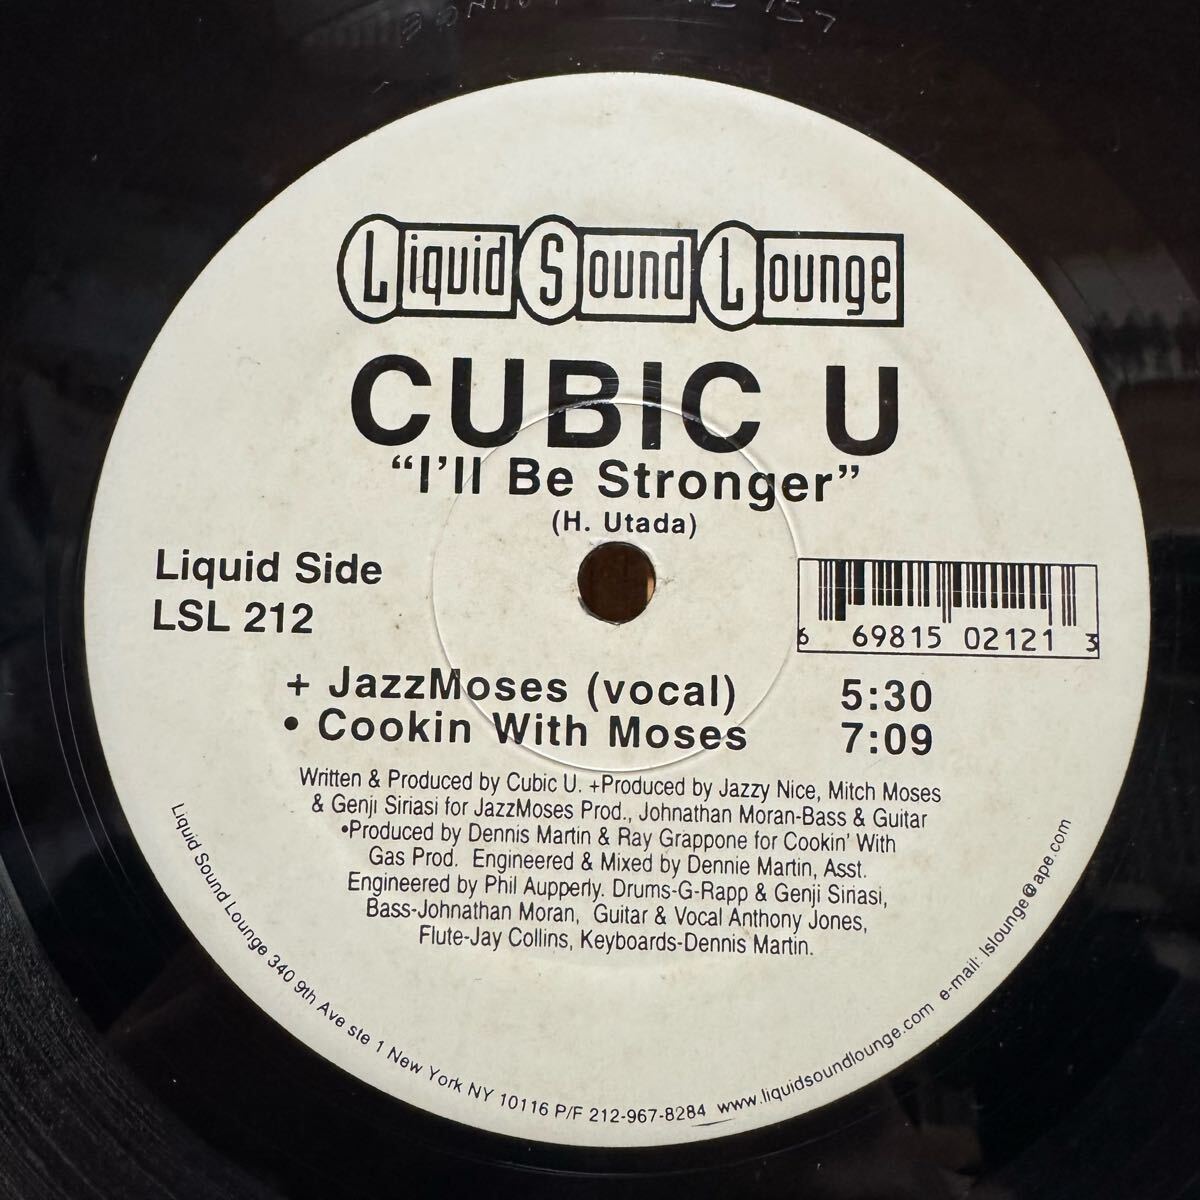 Liquid Sound Lounge
CUBIC U
“I’ll Be Stronger”
(H. Utada)
Liquid Side
LSL 212
6 69815 02121 3
+ JazzMoses (vocal) 5:30
• Cookin With Moses 7:09
Written & Produced by Cubic U. +Produced by Jazzy Nice, Mitch Moses
& Genji Siriasi for JazzMoses Prod., Johnathan Moran-Bass & Guitar
•Produced by Dennis Martin & Ray Grappone for Cookin’ With
Gas Prod. Engineered & Mixed by Dennie Martin, Asst.
Engineered by Phil Aupperly. Drums-G-Rapp & Genji Siriasi,
Bass-Johnathan Moran, Guitar & Vocal Anthony Jones,
Flute-Jay Collins, Keyboards-Dennis Martin.
Liquid Sound Lounge 340 9th Ave ste 1 New York NY 10116 P/F 212-967-8284 www.liquidsoundlounge.com e-mail: lslounge@ape.com